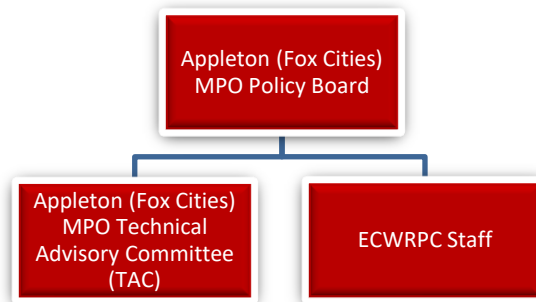 Appleton (Fox Cities)
MPO Policy Board
Appleton (Fox Cities)
MPO Technical
Advisory Committee
(TAC)
ECWRPC Staff